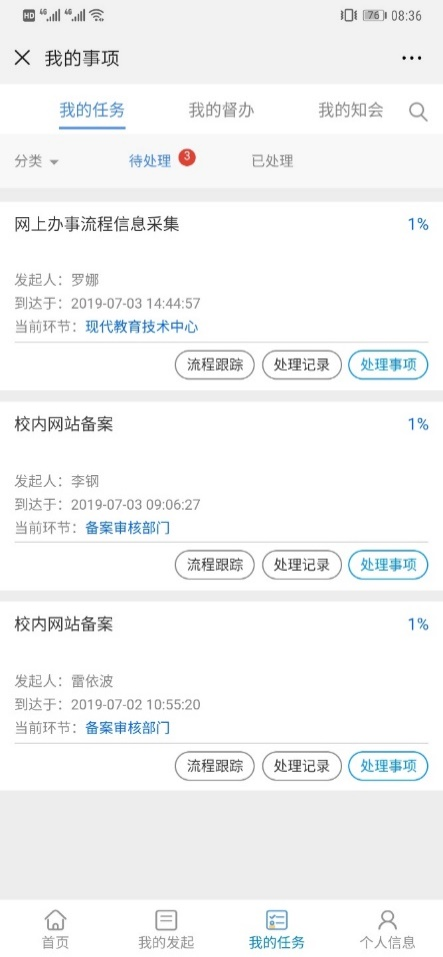 HD 4G 4G 76 08:36
我的事项
我的任务 我的督办 我的知会
分类 待处理 3 已处理
网上办事流程信息采集 1%
发起人：罗娜
到达于：2019-07-03 14:44:57
当前环节：现代教育技术中心
流程跟踪 处理记录 处理事项
校内网站备案 1%
发起人：李钢
到达于：2019-07-03 09:06:27
当前环节：备案审核部门
流程跟踪 处理记录 处理事项
校内网站备案 1%
发起人：雷依波
到达于：2019-07-02 10:55:20
当前环节：备案审核部门
流程跟踪 处理记录 处理事项
首页 我的发起 我的任务 个人信息